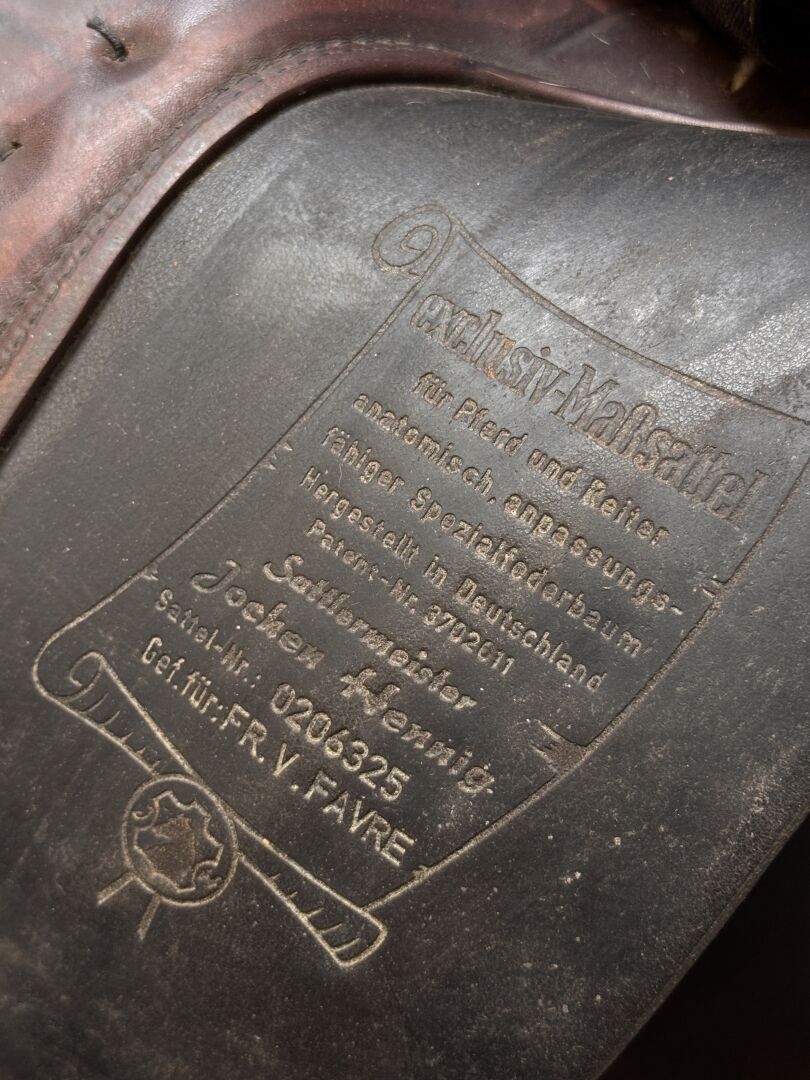 exclusiv-Maßsattel
für Pferd und Reiter
anatomisch, anpassungs-
fähiger Spezialfederbaum
Hergestellt in Deutschland
Patent-Nr. 3702611
Sattlermeister
Jochen Hennig
Sattel-Nr.: 0206325
Gef.für: FR. V. FAVRE